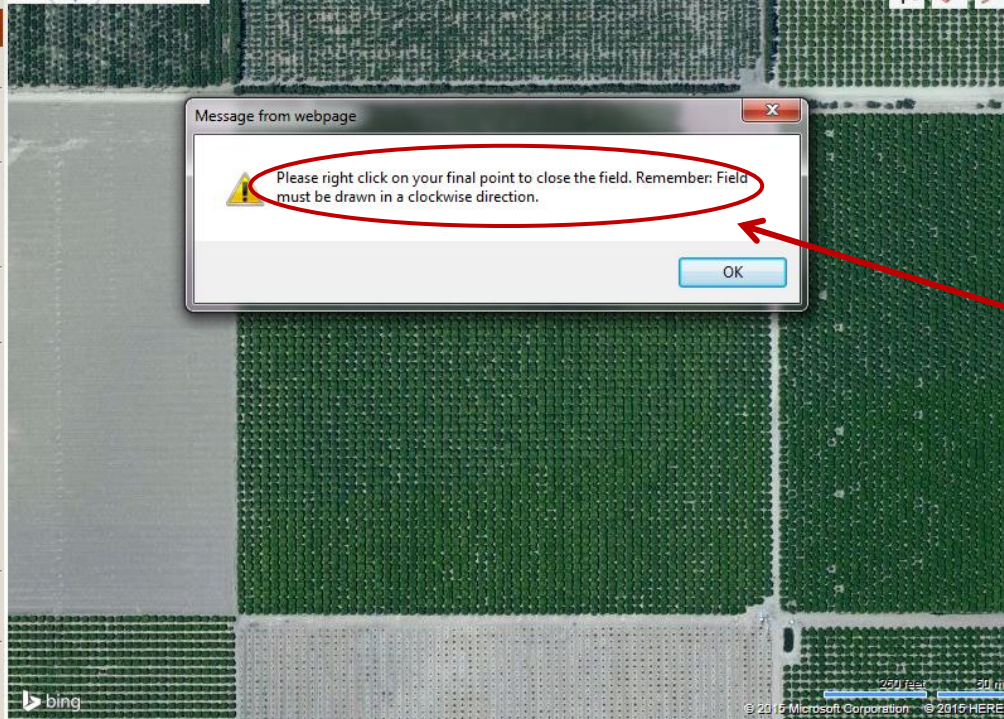 Message from webpage
Please right click on your final point to close the field. Remember: Field
must be drawn in a clockwise direction.
OK
bing
250 feet
50 m
© 2015 Microsoft Corporation © 2015 HERE